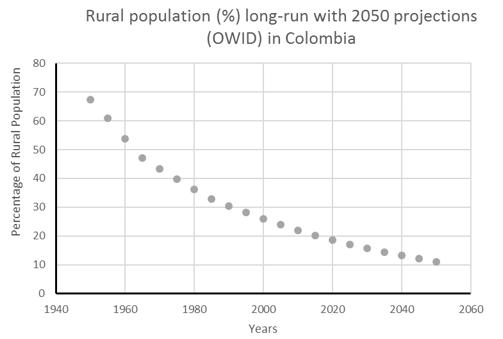 Rural population (%) long-run with 2050 projections
(OWID) in Colombia
80
70
60
50
40
30
20
10
0
Percentage of Rural Population
1940 1960 1980 2000 2020 2040 2060
Years